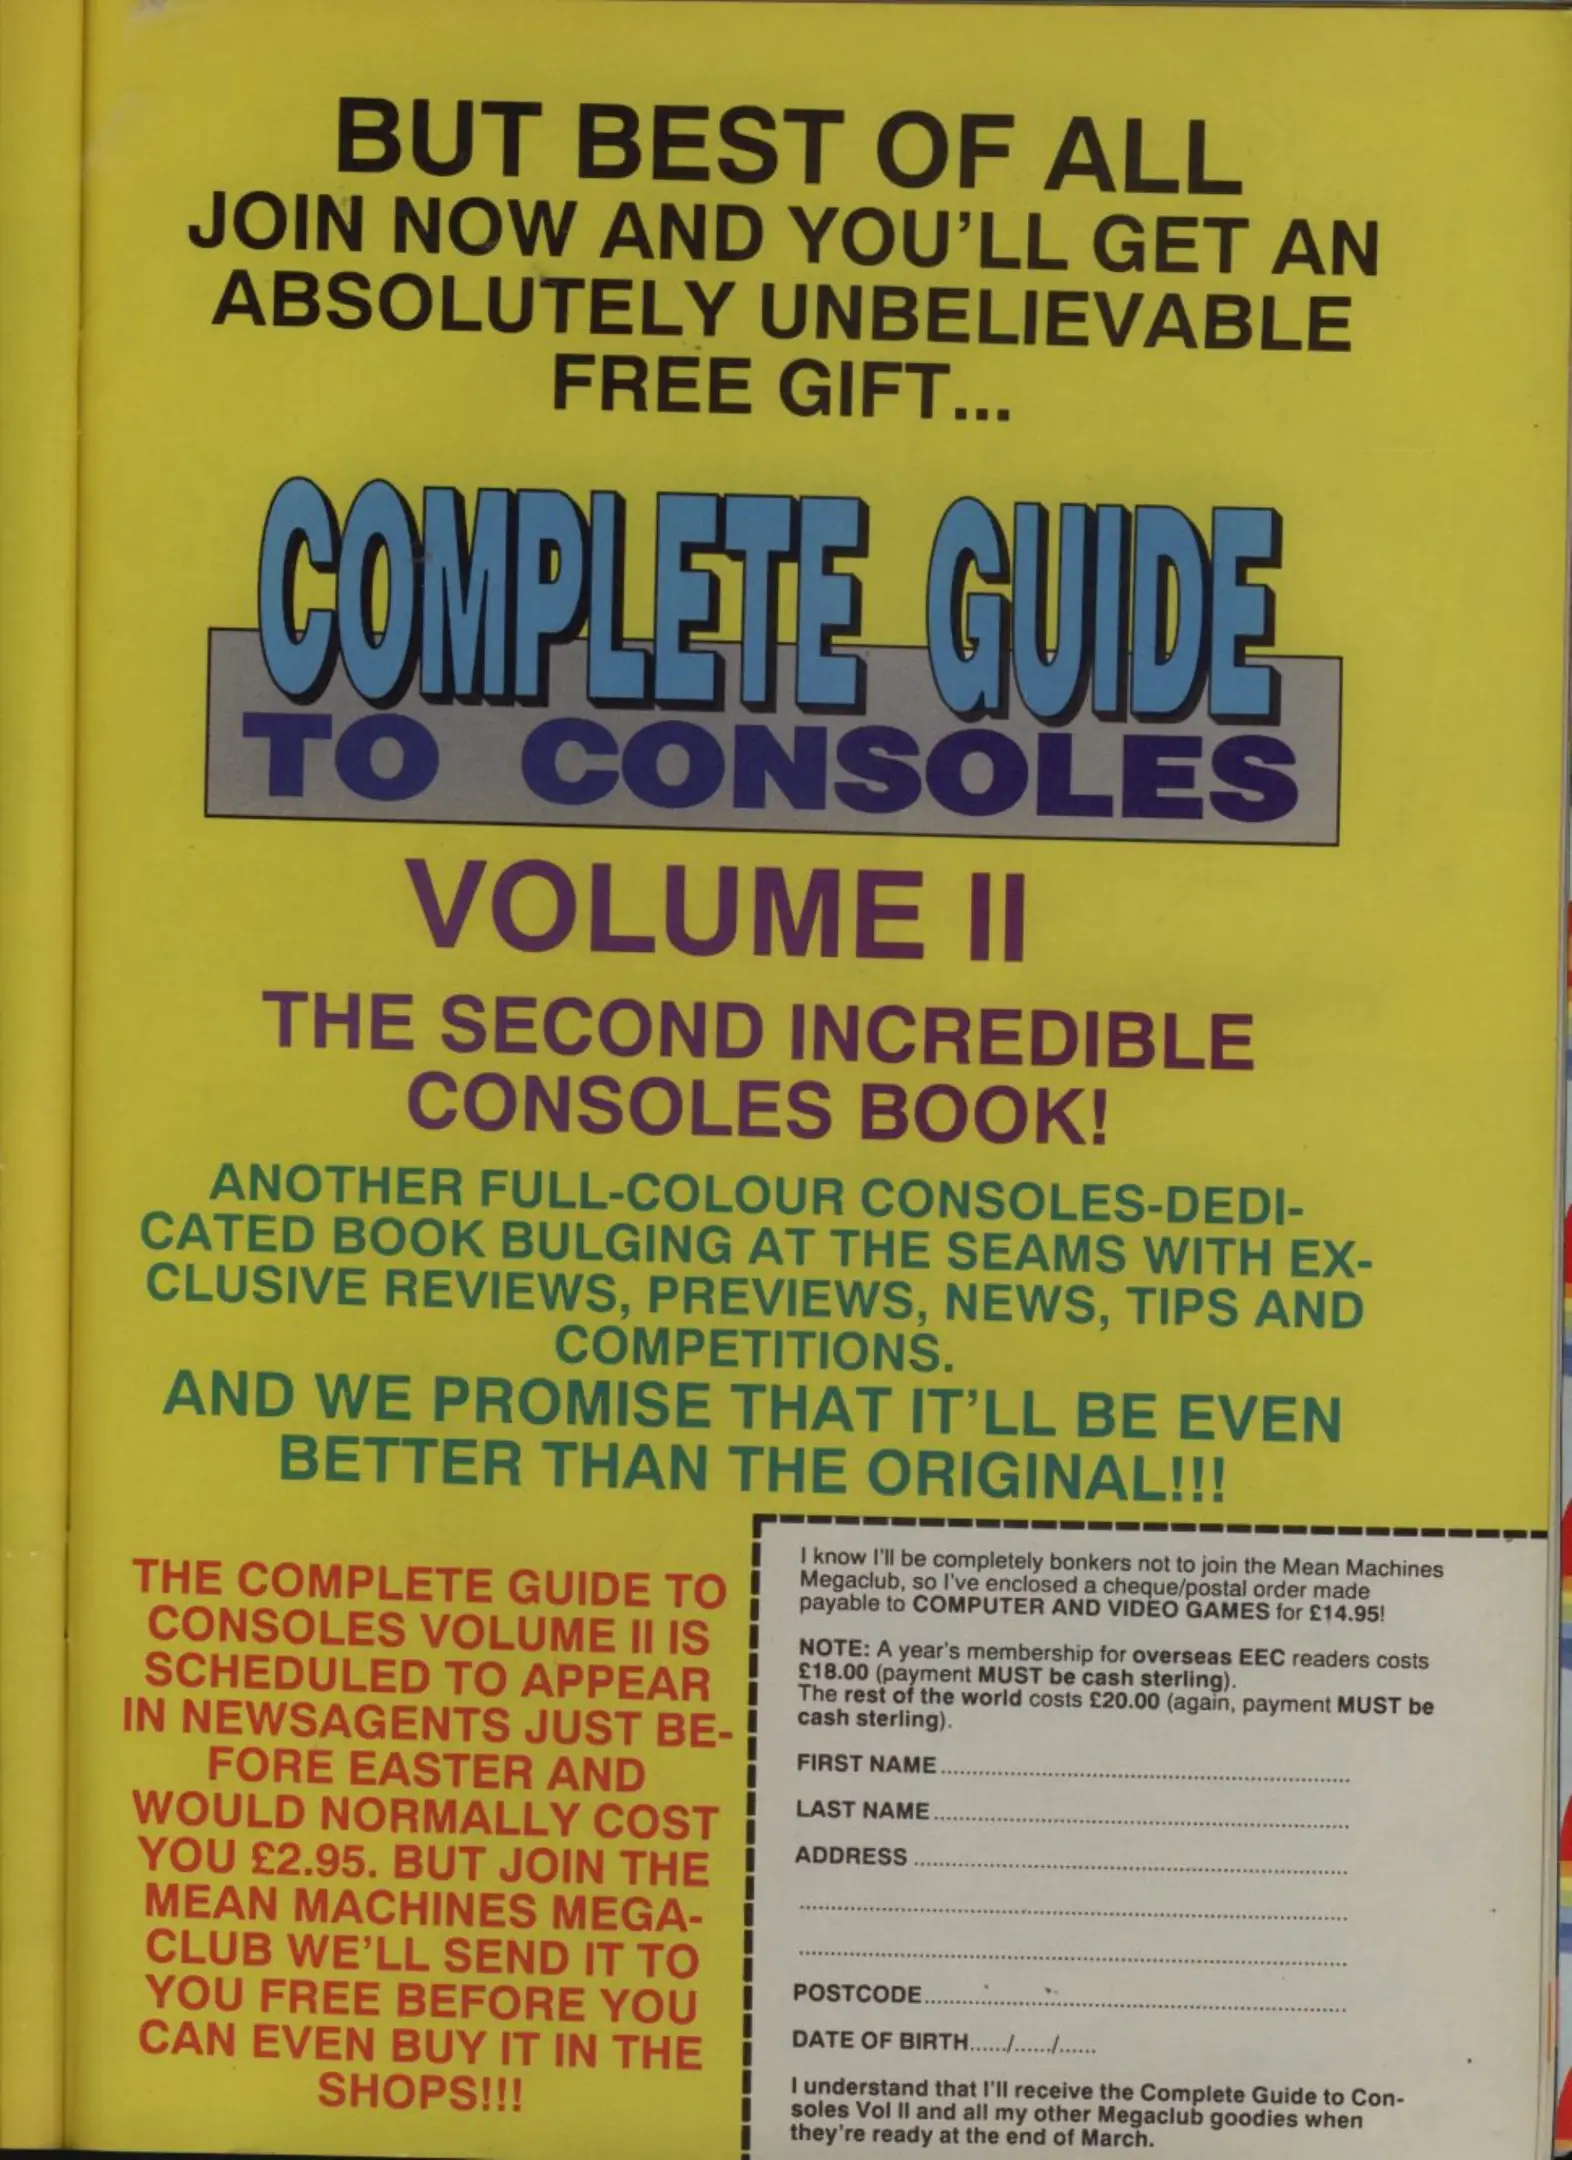 BUT BEST OF ALL
JOIN NOW AND YOU'LL GET AN
ABSOLUTELY UNBELIEVABLE
FREE GIFT...
COMPLETE GUIDE
TO CONSOLES
VOLUME II
THE SECOND INCREDIBLE
CONSOLES BOOK!
ANOTHER FULL-COLOUR CONSOLES-DEDI-
CATED BOOK BULGING AT THE SEAMS WITH EX-
CLUSIVE REVIEWS, PREVIEWS, NEWS, TIPS AND
COMPETITIONS.
AND WE PROMISE THAT IT'LL BE EVEN
BETTER THAN THE ORIGINAL!!!
THE COMPLETE GUIDE TO
CONSOLES VOLUME II IS
SCHEDULED TO APPEAR
IN NEWSAGENTS JUST BE-
FORE EASTER AND
WOULD NORMALLY COST
YOU £2.95. BUT JOIN THE
MEAN MACHINES MEGA-
CLUB WE'LL SEND IT TO
YOU FREE BEFORE YOU
CAN EVEN BUY IT IN THE
SHOPS!!!
I know I'll be completely bonkers not to join the Mean Machines
Megaclub, so I've enclosed a cheque/postal order made
payable to COMPUTER AND VIDEO GAMES for £14.95!
NOTE: A year's membership for overseas EEC readers costs
£18.00 (payment MUST be cash sterling).
The rest of the world costs £20.00 (again, payment MUST be
cash sterling).
FIRST NAME
LAST NAME
ADDRESS
POSTCODE
DATE OF BIRTH....../....../......
I understand that I'll receive the Complete Guide to Con-
soles Vol II and all my other Megaclub goodies when
they're ready at the end of March.